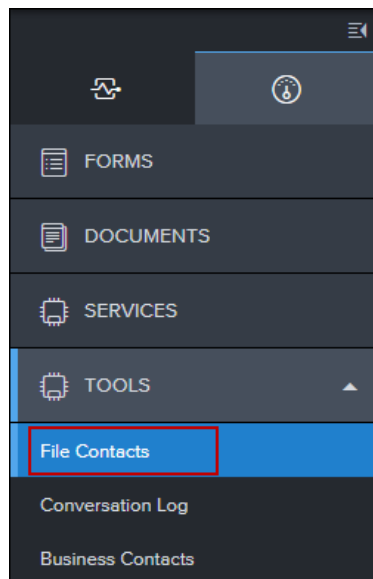 FORMS
DOCUMENTS
SERVICES
TOOLS
File Contacts
Conversation Log
Business Contacts